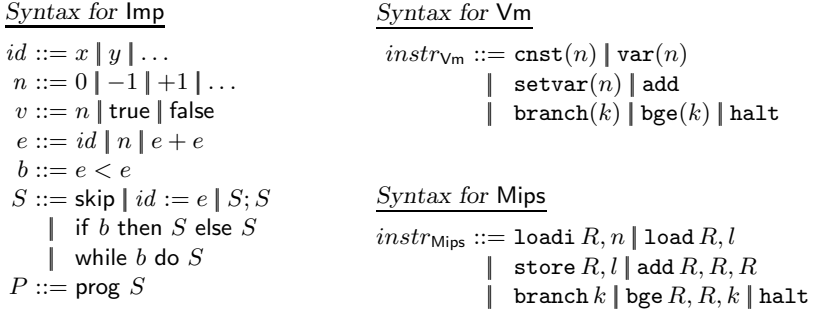 Syntax for Imp
id ::= x ‖ y ‖ . . .
n ::= 0 ‖ −1 ‖ +1 ‖ . . .
v ::= n ‖ true ‖ false
e ::= id ‖ n ‖ e + e
b ::= e < e
S ::= skip ‖ id := e ‖ S; S
‖ if b then S else S
‖ while b do S
P ::= prog S
Syntax for Vm
instr_Vm ::= cnst(n) ‖ var(n)
‖ setvar(n) ‖ add
‖ branch(k) ‖ bge(k) ‖ halt
Syntax for Mips
instr_Mips ::= loadi R, n ‖ load R, l
‖ store R, l ‖ add R, R, R
‖ branch k ‖ bge R, R, k ‖ halt